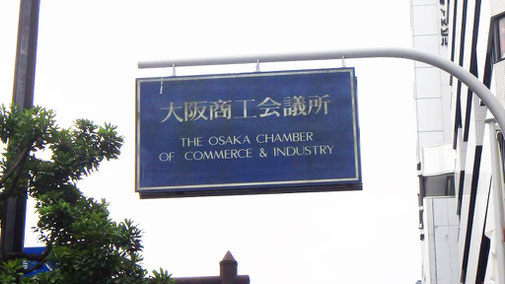 大阪商工会議所
THE OSAKA CHAMBER
OF COMMERCE & INDUSTRY